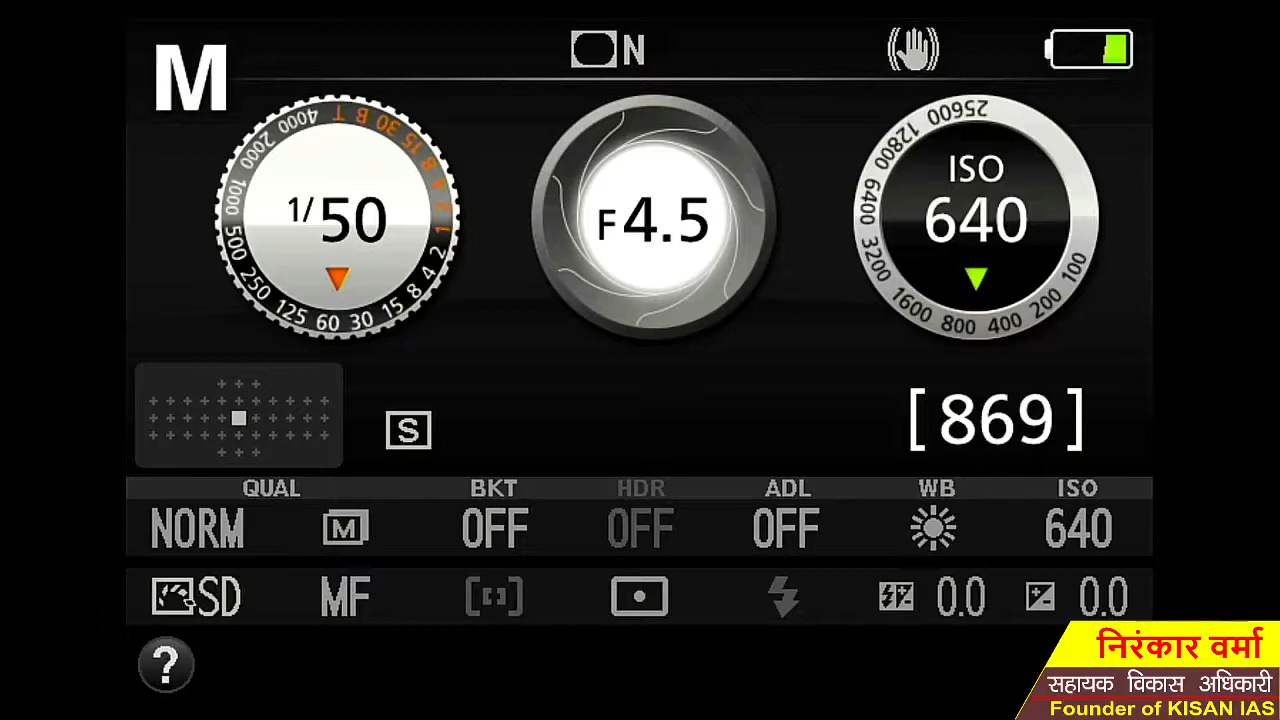 M
N
4000 T B 30 15 8 4 2 1 2 4 8 15 30 60 125 250 500 1000 2000
1/50
F4.5
25600 12800 6400 3200 1600 800 400 200 100
ISO
640
S
[869]
QUAL BKT HDR ADL WB ISO
NORM M OFF OFF OFF 640
SD MF 0.0 0.0
?
निरंकार वर्मा
सहायक विकास अधिकारी
Founder of KISAN IAS